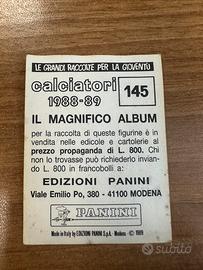 LE GRANDI RACCOLTE PER LA GIOVENTÙ
calciatori
1988-89
145
IL MAGNIFICO ALBUM
per la raccolta di queste figurine è in
vendita nelle edicole e cartolerie al
prezzo propaganda di L. 800. Chi
non lo trovasse può richiederlo invian-
do L. 800 in francobolli a:
EDIZIONI PANINI
Viale Emilio Po, 380 - 41100 MODENA
PANINI
Made in Italy by EDIZIONI PANINI S.p.A. - Modena - (C) 1989
subito